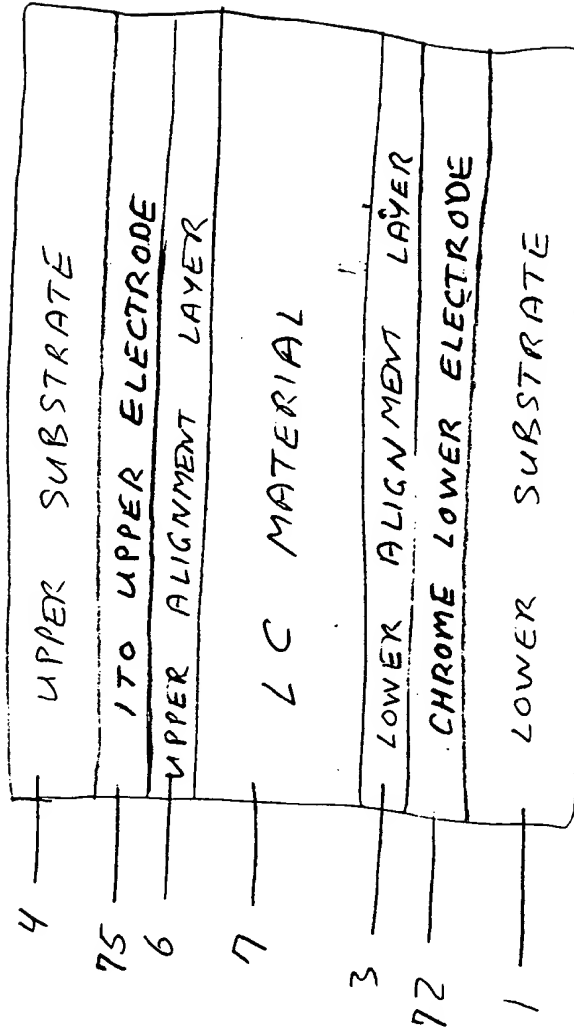 4 UPPER SUBSTRATE
75 ITO UPPER ELECTRODE
6 UPPER ALIGNMENT LAYER
7 LC MATERIAL
3 LOWER ALIGNMENT LAYER
72 CHROME LOWER ELECTRODE
1 LOWER SUBSTRATE